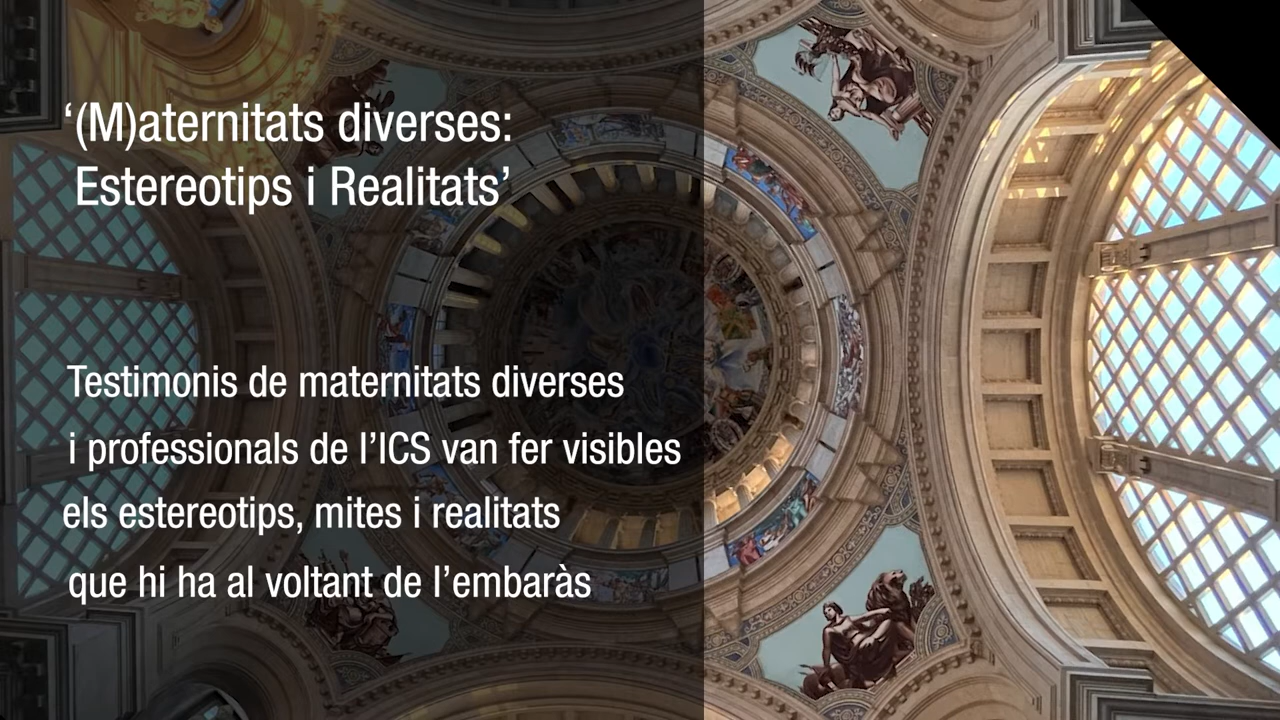 ‘(M)aternitats diverses:
Estereotips i Realitats’
Testimonis de maternitats diverses
i professionals de l’ICS van fer visibles
els estereotips, mites i realitats
que hi ha al voltant de l’embaràs